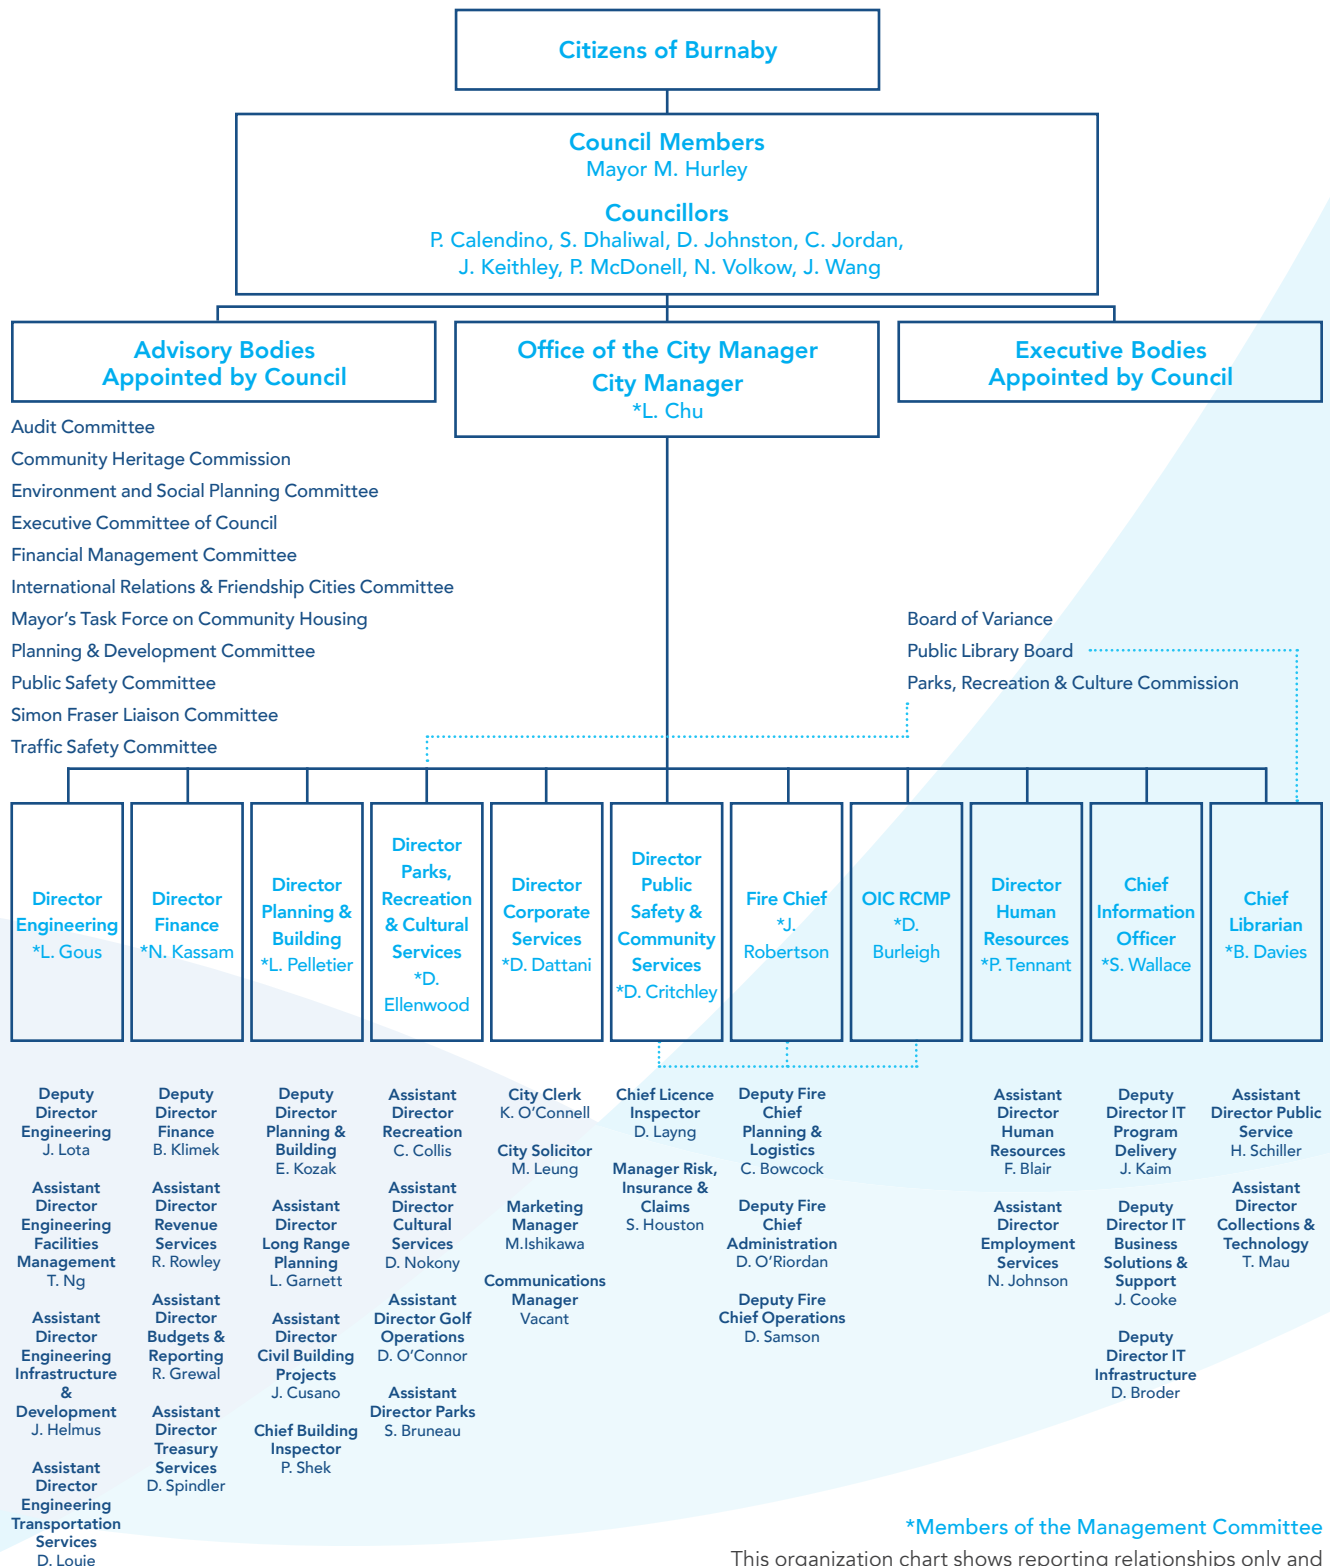 Citizens of Burnaby
Council Members
Mayor M. Hurley
Councillors
P. Calendino, S. Dhaliwal, D. Johnston, C. Jordan,
J. Keithley, P. McDonell, N. Volkow, J. Wang
Advisory Bodies
Appointed by Council
Office of the City Manager
City Manager
*L. Chu
Executive Bodies
Appointed by Council
Audit Committee
Community Heritage Commission
Environment and Social Planning Committee
Executive Committee of Council
Financial Management Committee
International Relations & Friendship Cities Committee
Mayor's Task Force on Community Housing
Planning & Development Committee
Public Safety Committee
Simon Fraser Liaison Committee
Traffic Safety Committee
Board of Variance
Public Library Board
Parks, Recreation & Culture Commission
Director
Engineering
*L. Gous
Director
Finance
*N. Kassam
Director
Planning &
Building
*L. Pelletier
Director
Parks,
Recreation
& Cultural
Services
*D.
Ellenwood
Director
Corporate
Services
*D. Dattani
Director
Public
Safety &
Community
Services
*D. Critchley
Fire Chief
*J.
Robertson
OIC RCMP
*D.
Burleigh
Director
Human
Resources
*P. Tennant
Chief
Information
Officer
*S. Wallace
Chief
Librarian
*B. Davies
Deputy
Director
Engineering
J. Lota
Assistant
Director
Engineering
Facilities
Management
T. Ng
Assistant
Director
Engineering
Infrastructure
&
Development
J. Helmus
Assistant
Director
Engineering
Transportation
Services
D. Louie
Deputy
Director
Finance
B. Klimek
Assistant
Director
Revenue
Services
R. Rowley
Assistant
Director
Budgets &
Reporting
R. Grewal
Assistant
Director
Treasury
Services
D. Spindler
Deputy
Director
Planning &
Building
E. Kozak
Assistant
Director
Long Range
Planning
L. Garnett
Assistant
Director
Civil Building
Projects
J. Cusano
Chief Building
Inspector
P. Shek
Assistant
Director
Recreation
C. Collis
Assistant
Director
Cultural
Services
D. Nokony
Assistant
Director Golf
Operations
D. O'Connor
Assistant
Director Parks
S. Bruneau
City Clerk
K. O'Connell
City Solicitor
M. Leung
Marketing
Manager
M.Ishikawa
Communications
Manager
Vacant
Chief Licence
Inspector
D. Layng
Manager Risk,
Insurance &
Claims
S. Houston
Deputy Fire
Chief
Planning &
Logistics
C. Bowcock
Deputy Fire
Chief
Administration
D. O'Riordan
Deputy Fire
Chief Operations
D. Samson
Assistant
Director
Human
Resources
F. Blair
Assistant
Director
Employment
Services
N. Johnson
Deputy
Director IT
Program
Delivery
J. Kaim
Deputy
Director IT
Business
Solutions &
Support
J. Cooke
Deputy
Director IT
Infrastructure
D. Broder
Assistant
Director Public
Service
H. Schiller
Assistant
Director
Collections &
Technology
T. Mau
*Members of the Management Committee
This organization chart shows reporting relationships only and